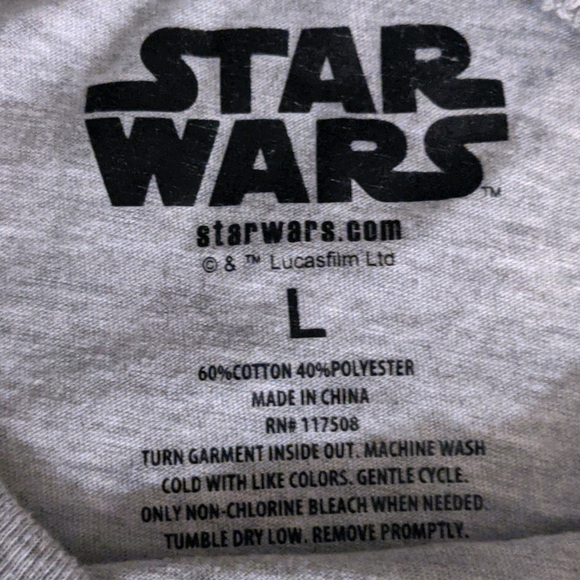 STAR
WARS™
starwars.com
© & ™ Lucasfilm Ltd
L
60%COTTON 40%POLYESTER
MADE IN CHINA
RN# 117508
TURN GARMENT INSIDE OUT. MACHINE WASH
COLD WITH LIKE COLORS. GENTLE CYCLE.
ONLY NON-CHLORINE BLEACH WHEN NEEDED.
TUMBLE DRY LOW. REMOVE PROMPTLY.